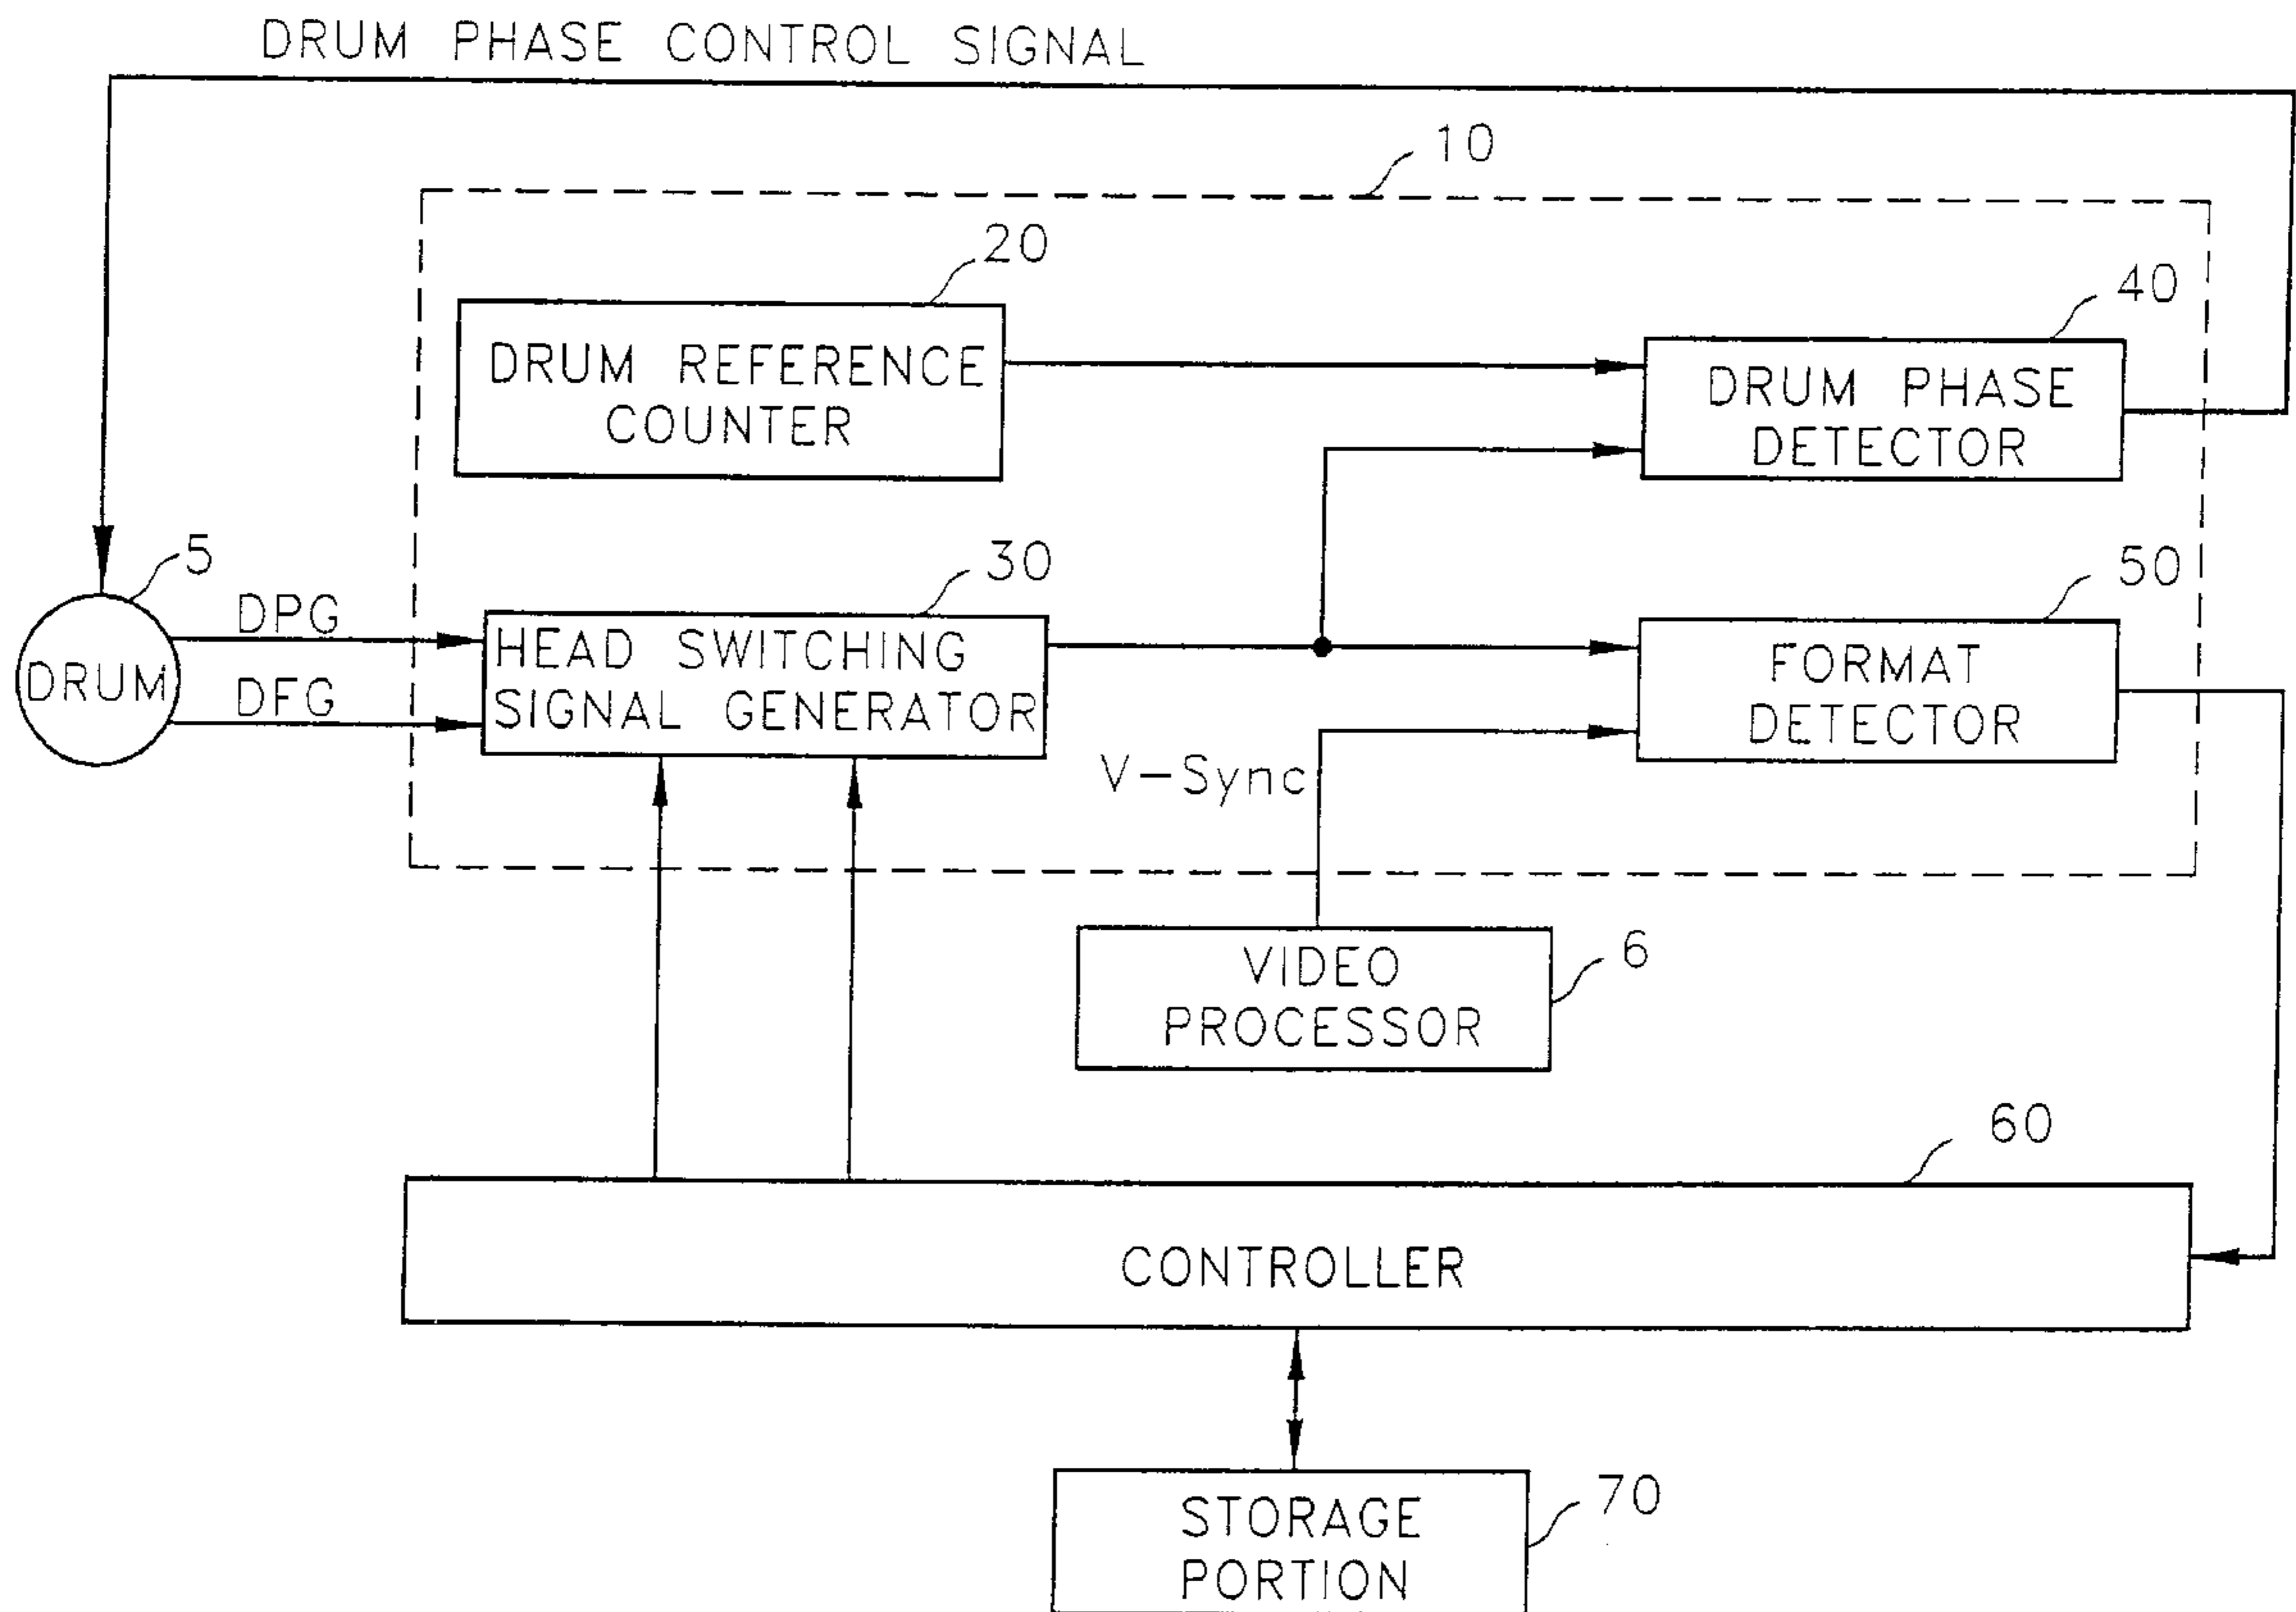 DRUM PHASE CONTROL SIGNAL
10
20
DRUM REFERENCE
COUNTER
40
DRUM PHASE
DETECTOR
5
DRUM
DPG
DFG
30
HEAD SWITCHING
SIGNAL GENERATOR
50
FORMAT
DETECTOR
V-Sync
VIDEO
PROCESSOR
6
60
CONTROLLER
STORAGE
PORTION
70